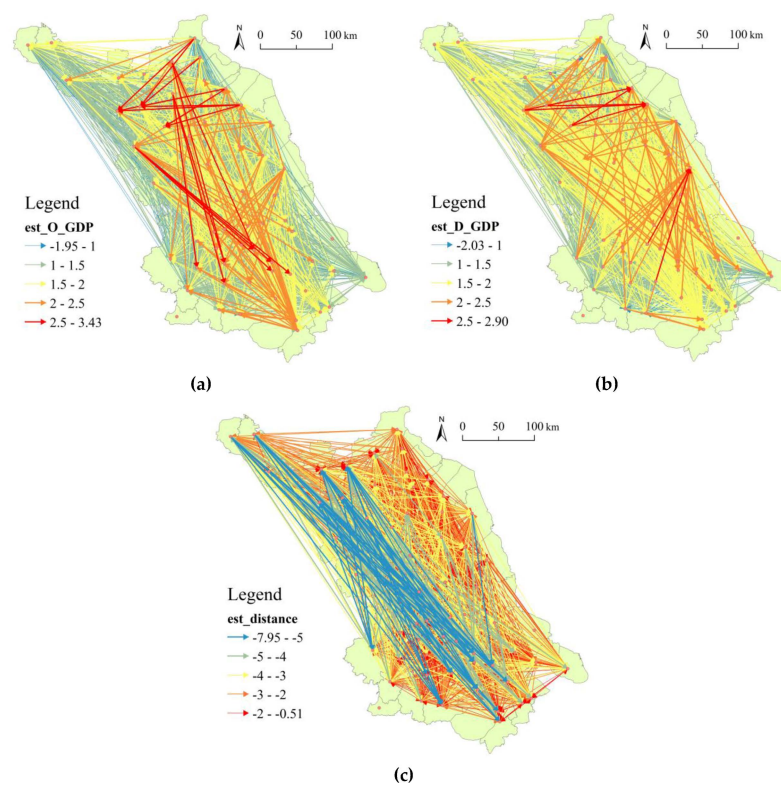 N
0 50 100 km
Legend
est_O_GDP
-1.95 - 1
1 - 1.5
1.5 - 2
2 - 2.5
2.5 - 3.43
(a)
N
0 50 100 km
Legend
est_D_GDP
-2.03 - 1
1 - 1.5
1.5 - 2
2 - 2.5
2.5 - 2.90
(b)
N
0 50 100 km
Legend
est_distance
-7.95 - -5
-5 - -4
-4 - -3
-3 - -2
-2 - -0.51
(c)